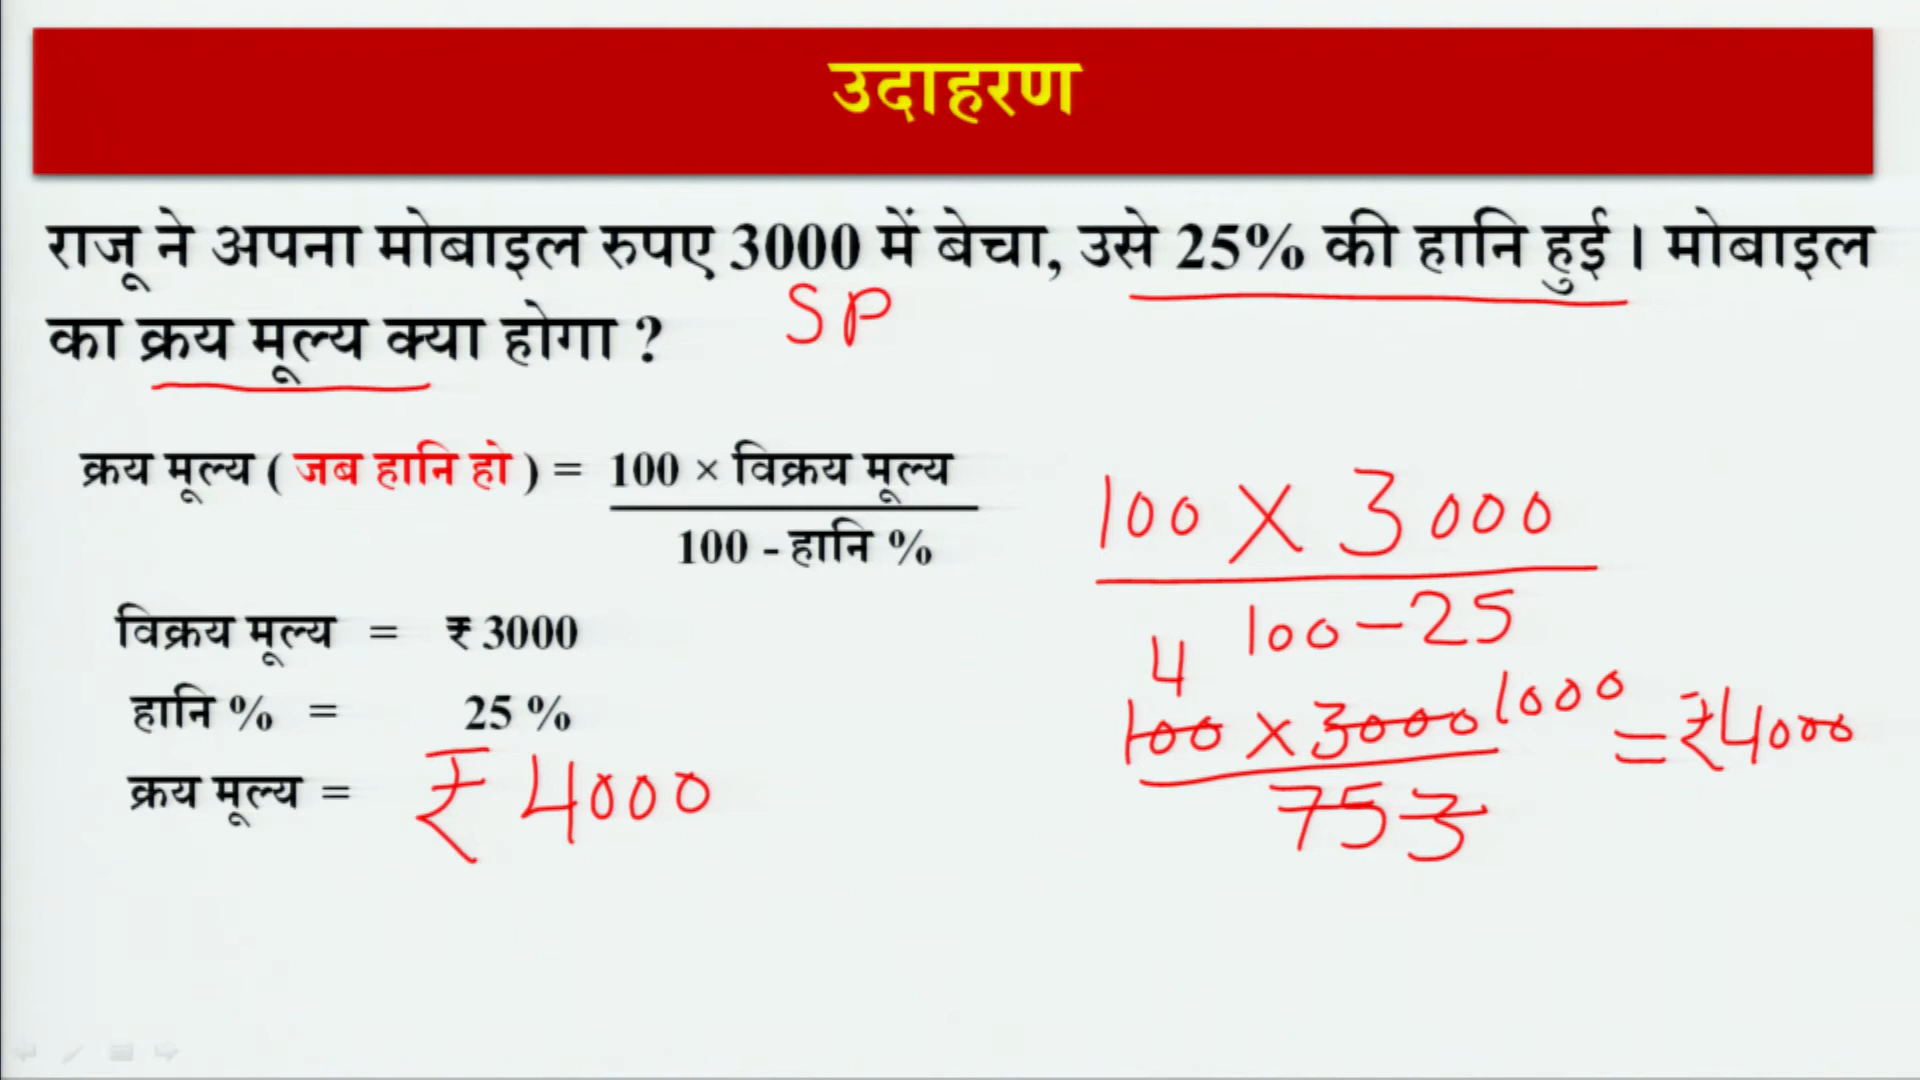 उदाहरण
राजू ने अपना मोबाइल रुपए 3000 में बेचा, उसे 25% की हानि हुई । मोबाइल
का क्रय मूल्य क्या होगा ?
SP
क्रय मूल्य ( जब हानि हो ) = 100 × विक्रय मूल्य
100 - हानि %
100 X 3000
100 - 25
विक्रय मूल्य = ₹ 3000
हानि % = 25 %
क्रय मूल्य = ₹ 4000
4
100 X 3000 1000 = ₹4000
75 3